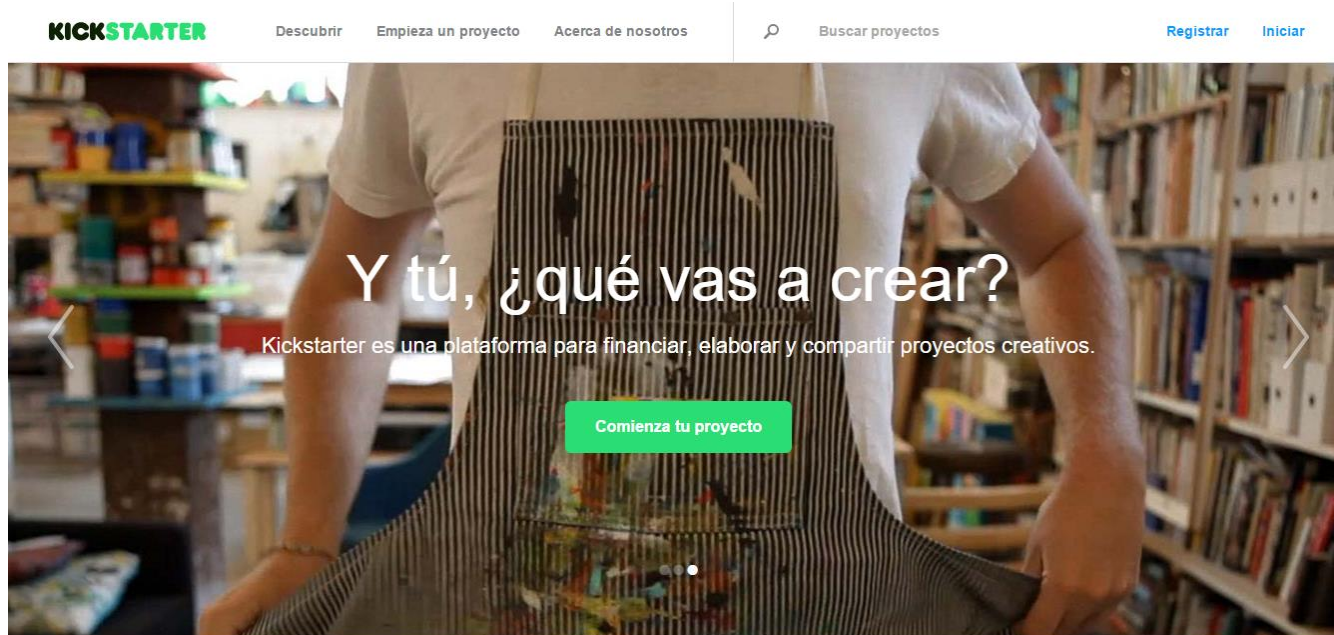 KICKSTARTER
Descubrir
Empieza un proyecto
Acerca de nosotros
Buscar proyectos
Registrar
Iniciar
Y tú, ¿qué vas a crear?
Kickstarter es una plataforma para financiar, elaborar y compartir proyectos creativos.
Comienza tu proyecto